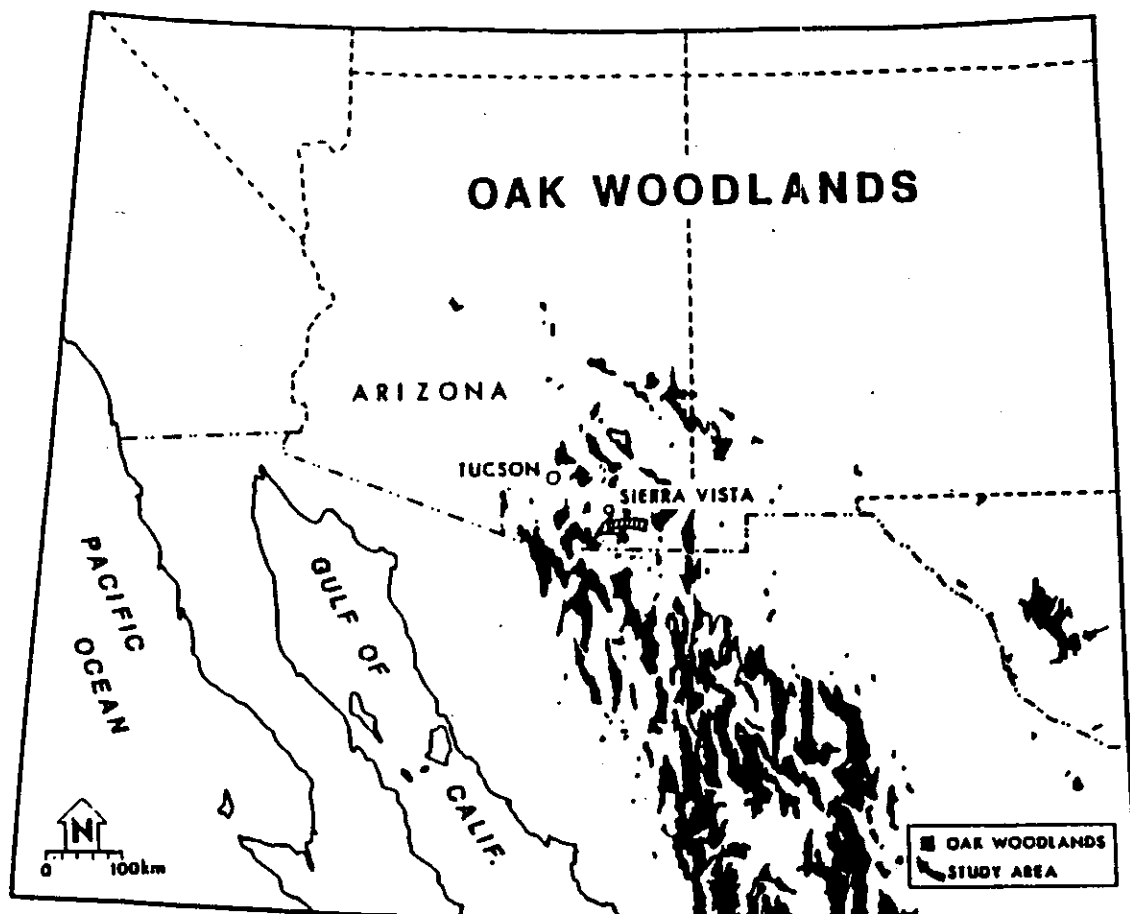 OAK WOODLANDS
ARIZONA
TUCSON
SIERRA VISTA
PACIFIC
OCEAN
GULF OF
CALIF.
N
0 100km
OAK WOODLANDS
STUDY AREA